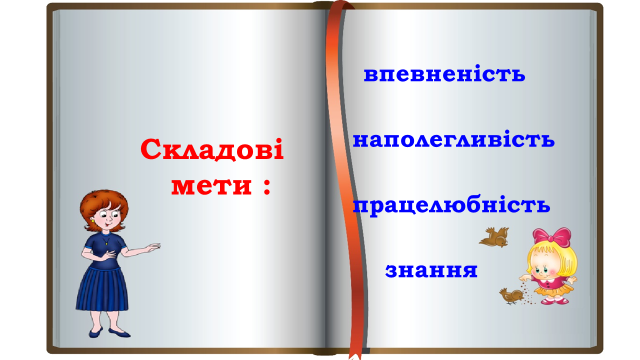 Складові
мети :
впевненість
наполегливість
працелюбність
знання